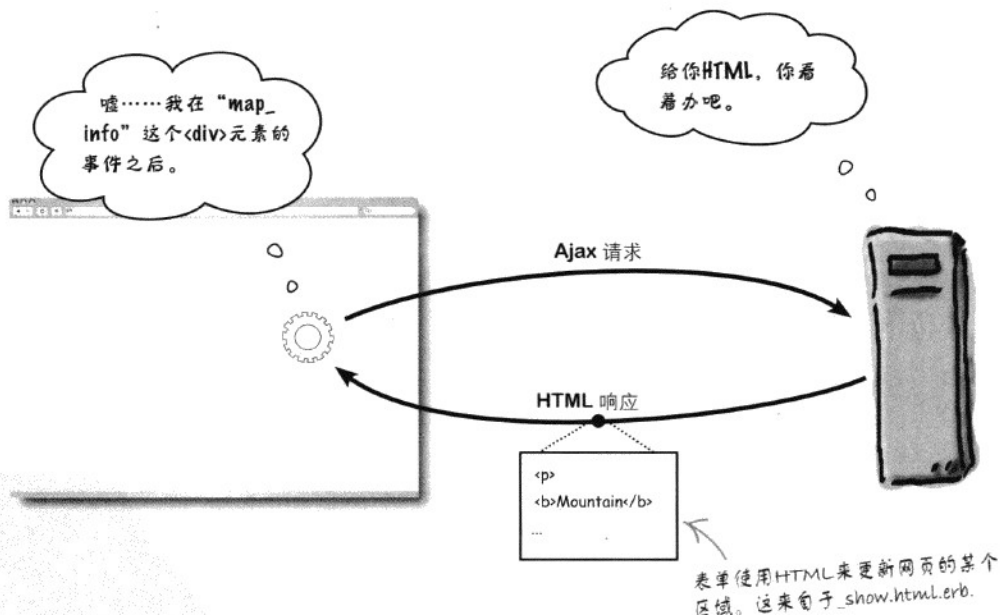 给你HTML，你看
着办吧。
嘘……我在“map_
info”这个<div>元素的
事件之后。
Ajax 请求
HTML 响应
<p>
<b>Mountain</b>
...
表单使用HTML来更新网页的某个
区域。这来自于_show.html.erb.